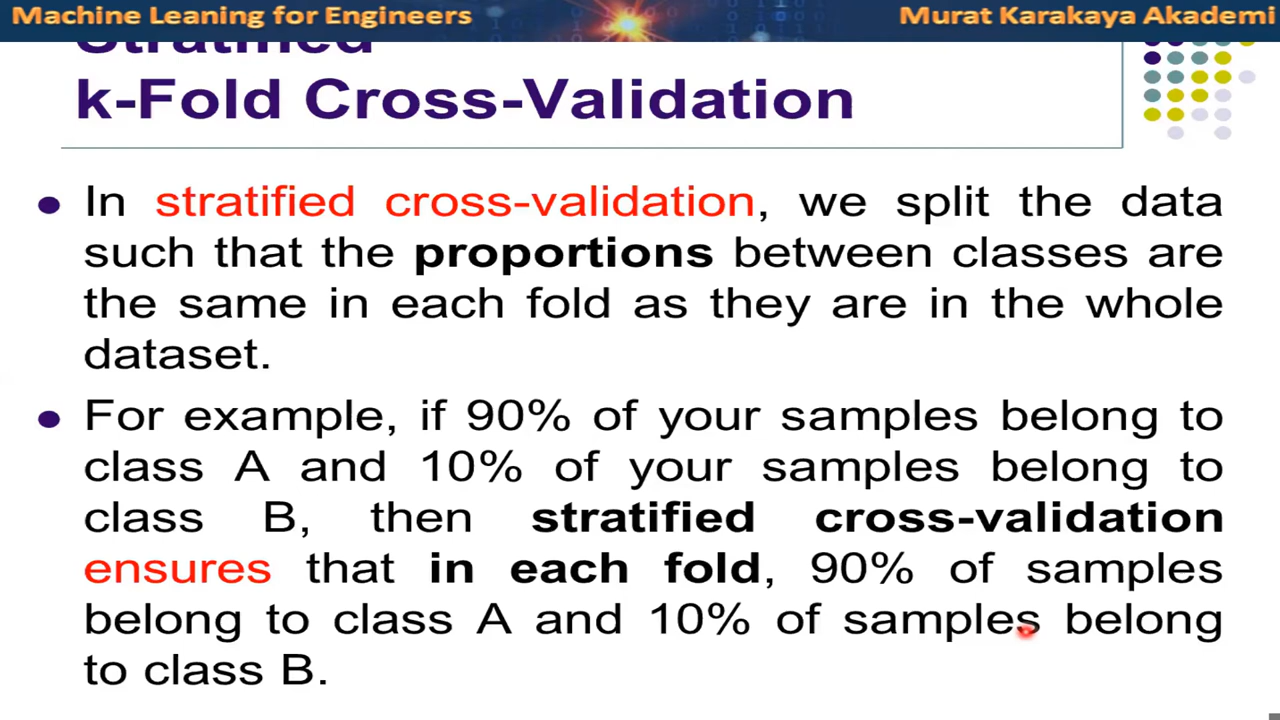 Machine Leaning for Engineers
Murat Karakaya Akademi
Stratified
k-Fold Cross-Validation
In stratified cross-validation, we split the data
such that the proportions between classes are
the same in each fold as they are in the whole
dataset.
For example, if 90% of your samples belong to
class A and 10% of your samples belong to
class B, then stratified cross-validation
ensures that in each fold, 90% of samples
belong to class A and 10% of samples belong
to class B.